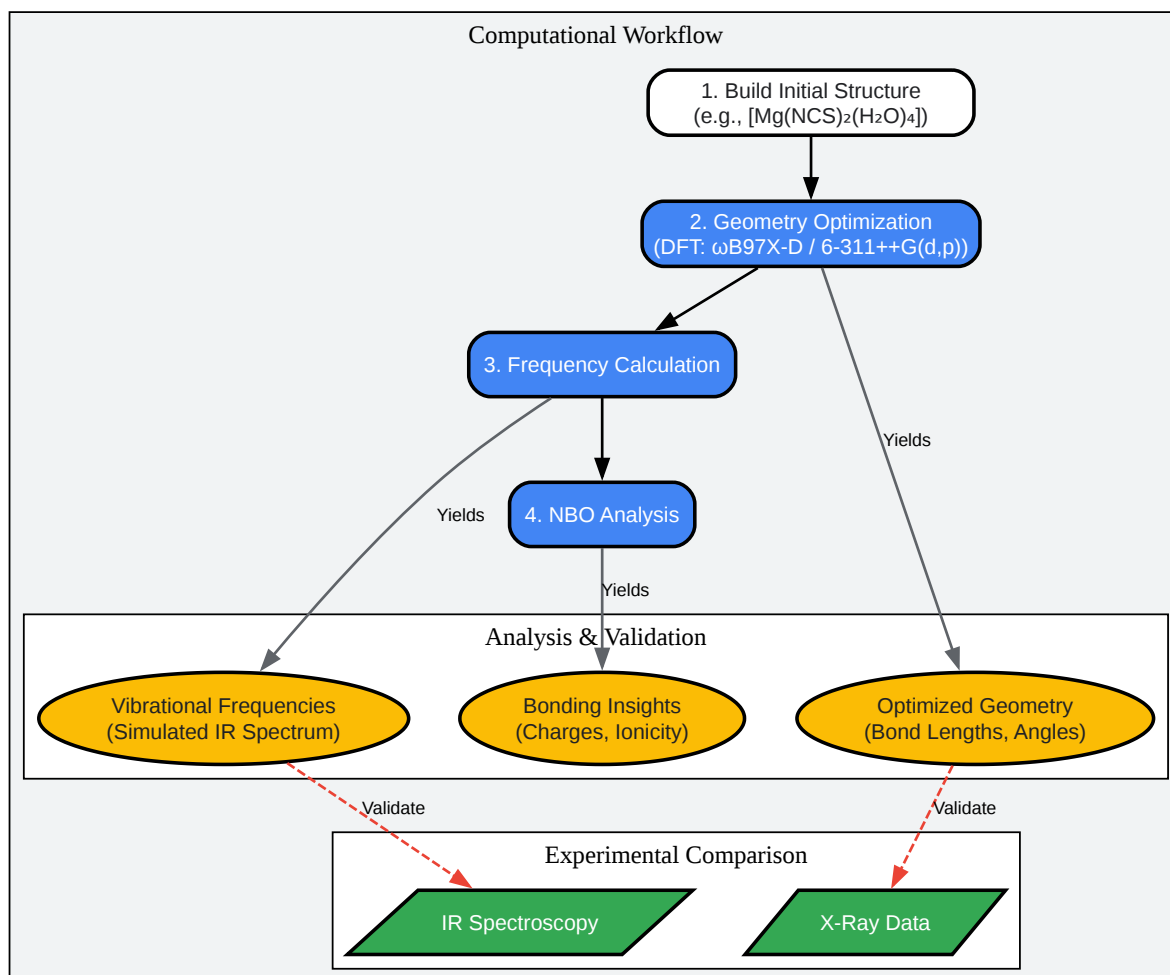 Computational Workflow
1. Build Initial Structure
(e.g., [Mg(NCS)₂(H₂O)₄])
2. Geometry Optimization
(DFT: ωB97X-D / 6-311++G(d,p))
3. Frequency Calculation
Yields
Yields
4. NBO Analysis
Yields
Analysis & Validation
Vibrational Frequencies
(Simulated IR Spectrum)
Bonding Insights
(Charges, Ionicity)
Optimized Geometry
(Bond Lengths, Angles)
Validate
Validate
Experimental Comparison
IR Spectroscopy
X-Ray Data